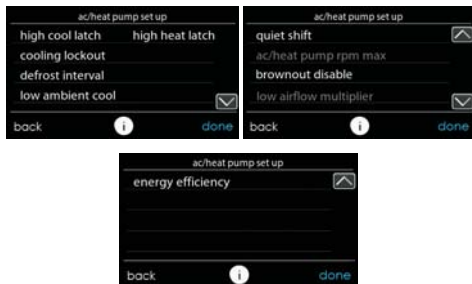 ac/heat pump set up
high cool latch high heat latch
cooling lockout
defrost interval
low ambient cool
back i done
ac/heat pump set up
quiet shift
ac/heat pump rpm max
brownout disable
low airflow multiplier
back i done
ac/heat pump set up
energy efficiency
back i done